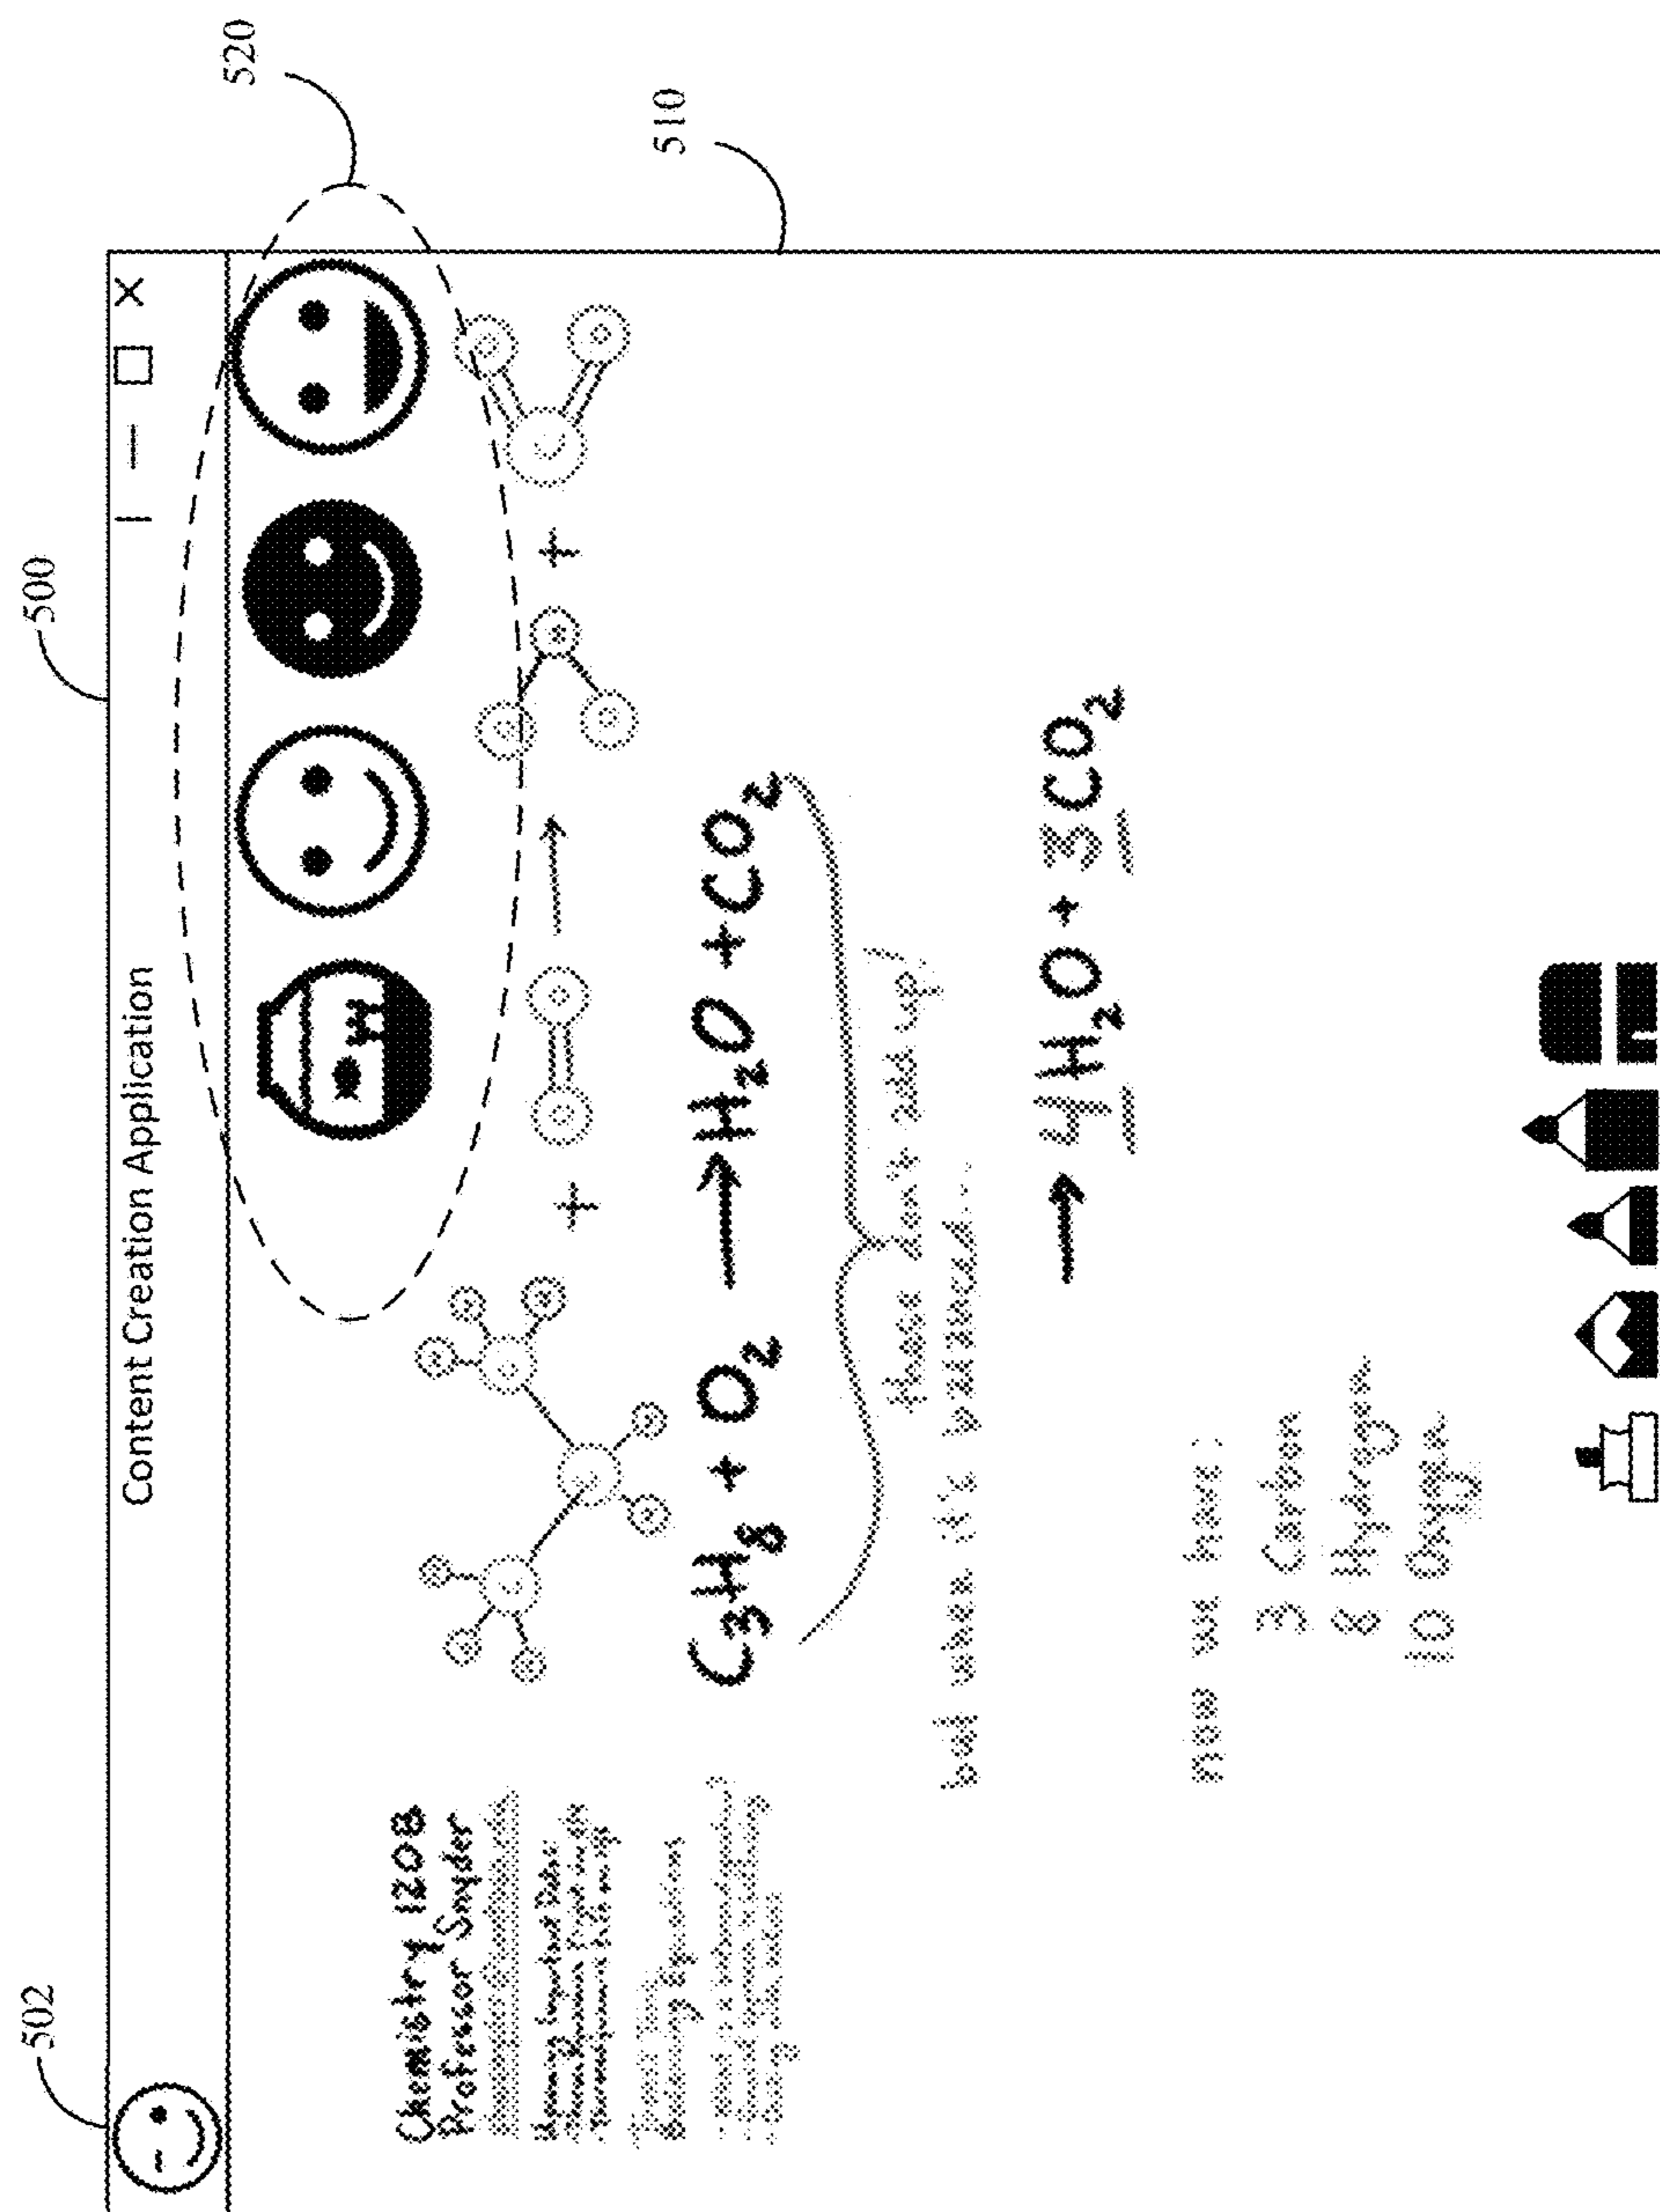 500
502
520
510
Content Creation Application
Chemistry 1208
Professor Snyder
C₃H₈ + O₂ → H₂O + CO₂
these don't add up,
but when it's balanced...
→ 4H₂O + 3CO₂
now we have:
3 Carbon
8 Hydrogen
10 Oxygen